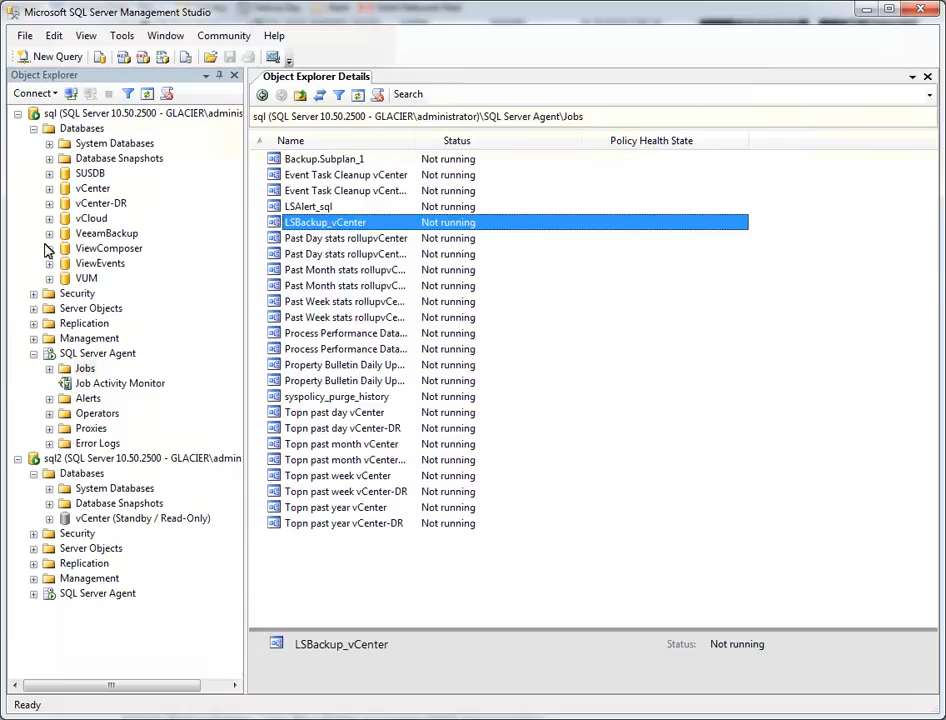 Microsoft SQL Server Management Studio
File Edit View Tools Window Community Help
New Query
Object Explorer
Connect
sql (SQL Server 10.50.2500 - GLACIER\adminis
Databases
System Databases
Database Snapshots
SUSDB
vCenter
vCenter-DR
vCloud
VeeamBackup
ViewComposer
ViewEvents
VUM
Security
Server Objects
Replication
Management
SQL Server Agent
Jobs
Job Activity Monitor
Alerts
Operators
Proxies
Error Logs
sql2 (SQL Server 10.50.2500 - GLACIER\admin
Databases
System Databases
Database Snapshots
vCenter (Standby / Read-Only)
Security
Server Objects
Replication
Management
SQL Server Agent
Object Explorer Details
Search
sql (SQL Server 10.50.2500 - GLACIER\administrator)\SQL Server Agent\Jobs
Name Status Policy Health State
Backup.Subplan_1 Not running
Event Task Cleanup vCenter Not running
Event Task Cleanup vCent... Not running
LSAlert_sql Not running
LSBackup_vCenter Not running
Past Day stats rollupvCenter Not running
Past Day stats rollupvCent... Not running
Past Month stats rollupvC... Not running
Past Month stats rollupvC... Not running
Past Week stats rollupvCe... Not running
Past Week stats rollupvCe... Not running
Process Performance Data... Not running
Process Performance Data... Not running
Property Bulletin Daily Up... Not running
Property Bulletin Daily Up... Not running
syspolicy_purge_history Not running
Topn past day vCenter Not running
Topn past day vCenter-DR Not running
Topn past month vCenter Not running
Topn past month vCenter... Not running
Topn past week vCenter Not running
Topn past week vCenter-DR Not running
Topn past year vCenter Not running
Topn past year vCenter-DR Not running
LSBackup_vCenter Status: Not running
Ready